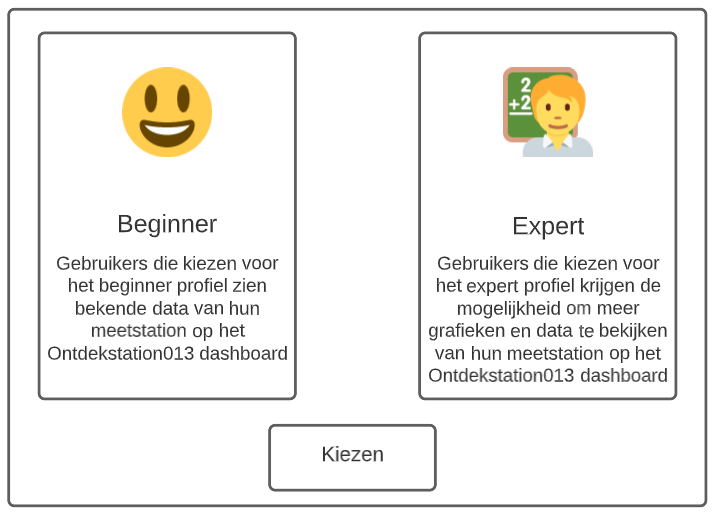 2
+2
Beginner
Gebruikers die kiezen voor
het beginner profiel zien
bekende data van hun
meetstation op het
Ontdekstation013 dashboard
Expert
Gebruikers die kiezen voor
het expert profiel krijgen de
mogelijkheid om meer
grafieken en data te bekijken
van hun meetstation op het
Ontdekstation013 dashboard
Kiezen